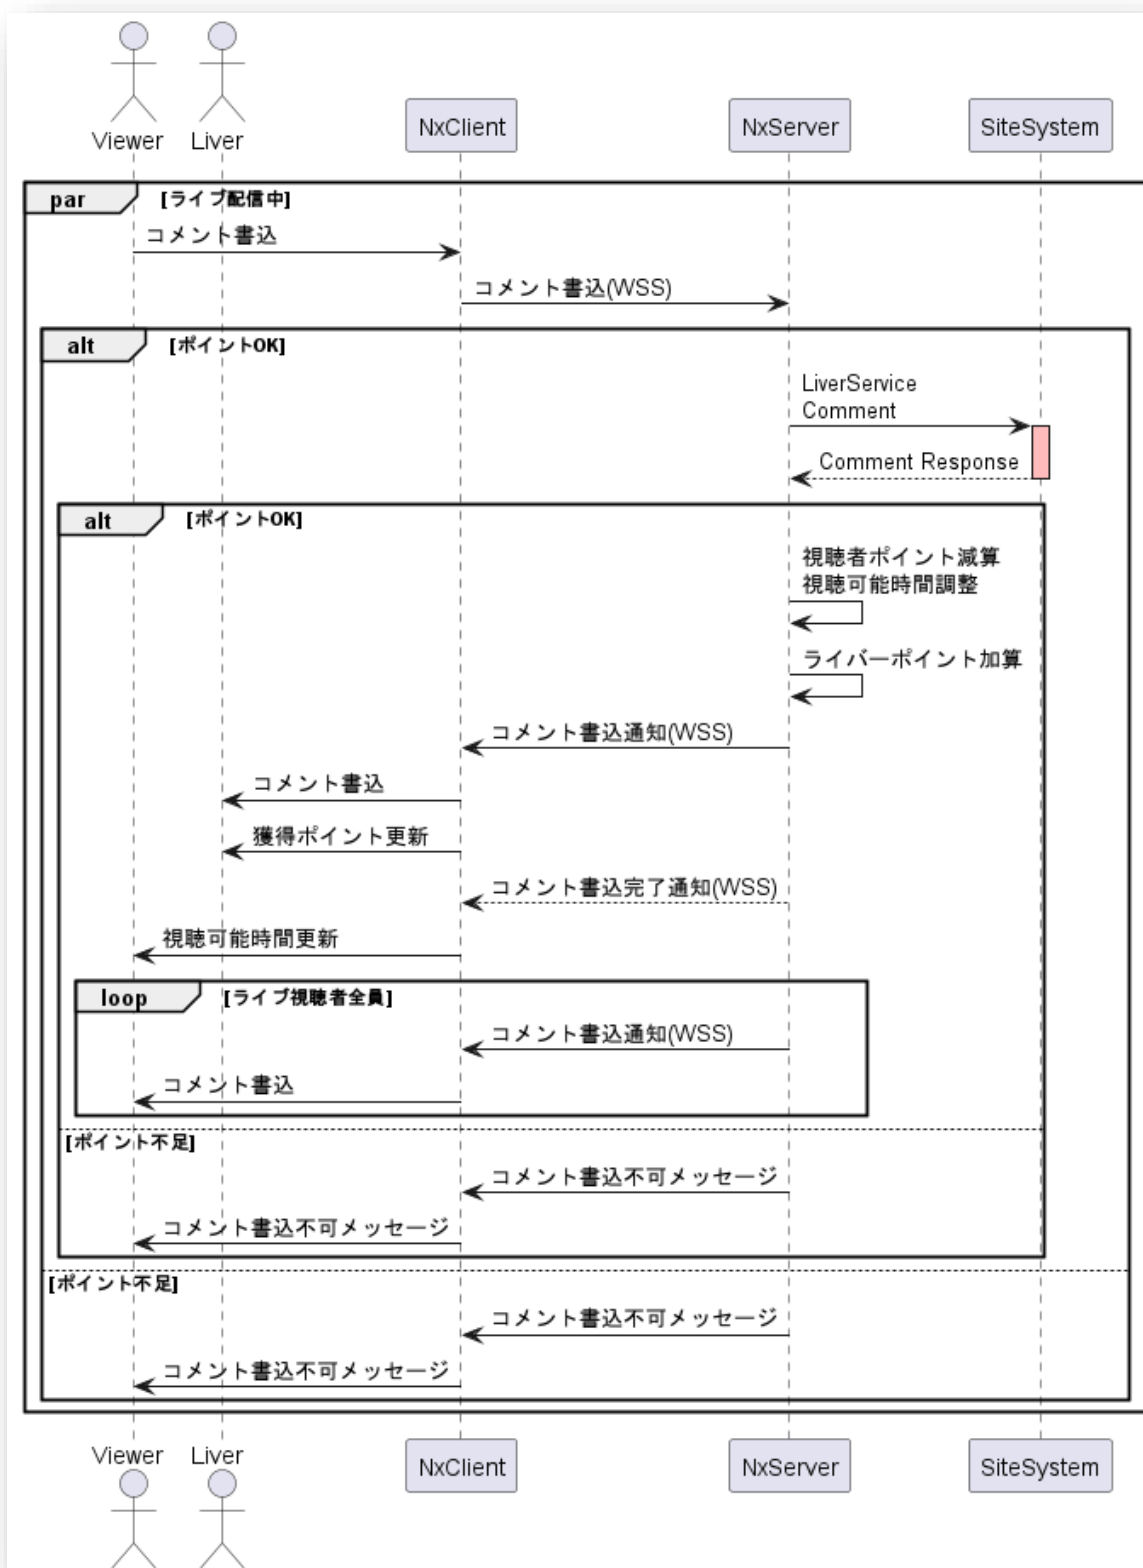 Viewer
Liver
NxClient
NxServer
SiteSystem
par
[ライブ配信中]
コメント書込
コメント書込(WSS)
alt
[ポイントOK]
LiverService
Comment
Comment Response
alt
[ポイントOK]
視聴者ポイント減算
視聴可能時間調整
ライバーポイント加算
コメント書込通知(WSS)
コメント書込
獲得ポイント更新
コメント書込完了通知(WSS)
視聴可能時間更新
loop
[ライブ視聴者全員]
コメント書込通知(WSS)
コメント書込
[ポイント不足]
コメント書込不可メッセージ
コメント書込不可メッセージ
[ポイント不足]
コメント書込不可メッセージ
コメント書込不可メッセージ
Viewer
Liver
NxClient
NxServer
SiteSystem